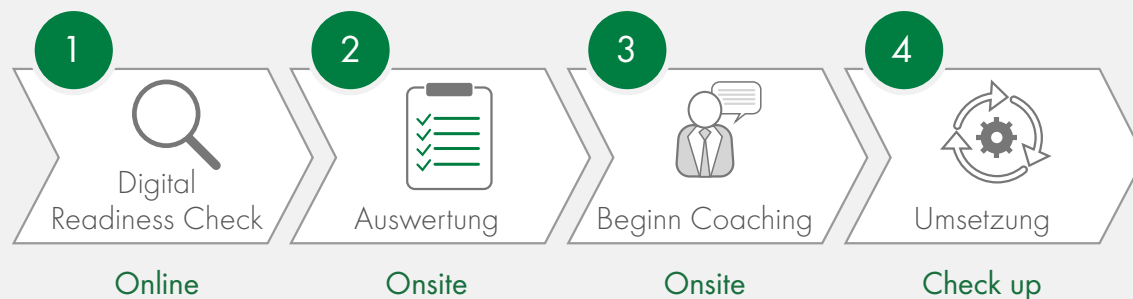 1
2
3
4
Digital
Readiness Check
Auswertung
Beginn Coaching
Umsetzung
Online
Onsite
Onsite
Check up